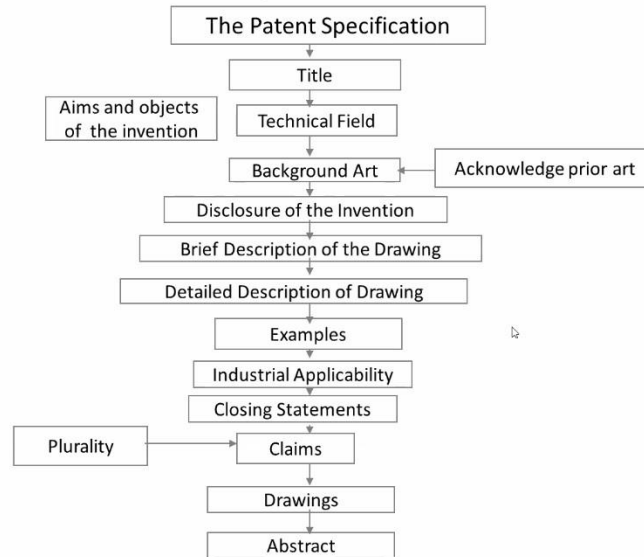 The Patent Specification
Title
Aims and objects
of the invention
Technical Field
Background Art
Acknowledge prior art
Disclosure of the Invention
Brief Description of the Drawing
Detailed Description of Drawing
Examples
Industrial Applicability
Closing Statements
Plurality
Claims
Drawings
Abstract